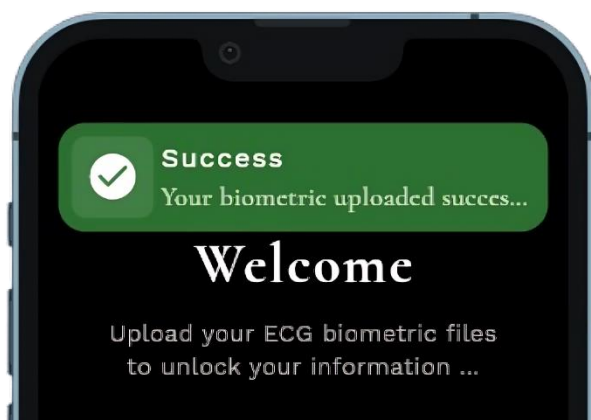 Success
Your biometric uploaded succes...
Welcome
Upload your ECG biometric files
to unlock your information ...